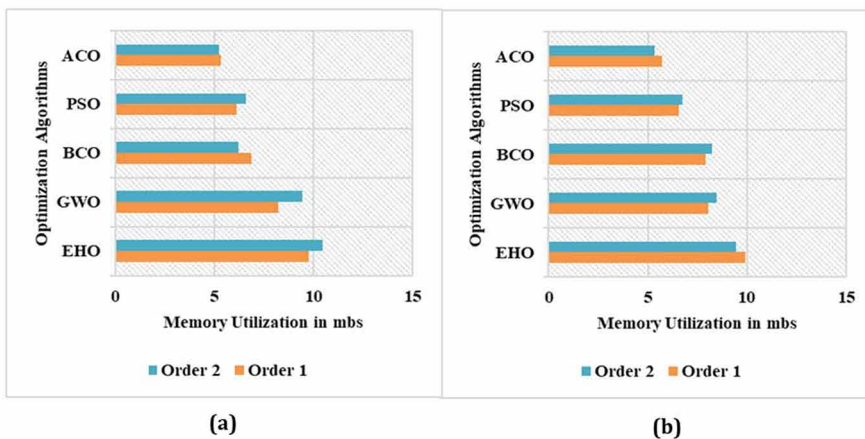 Optimization Algorithms
ACO
PSO
BCO
GWO
EHO
0 5 10 15
Memory Utilization in mbs
Order 2 Order 1
(a)
Optimization Algorithms
ACO
PSO
BCO
GWO
EHO
0 5 10 15
Memory Utilization in mbs
Order 2 Order 1
(b)